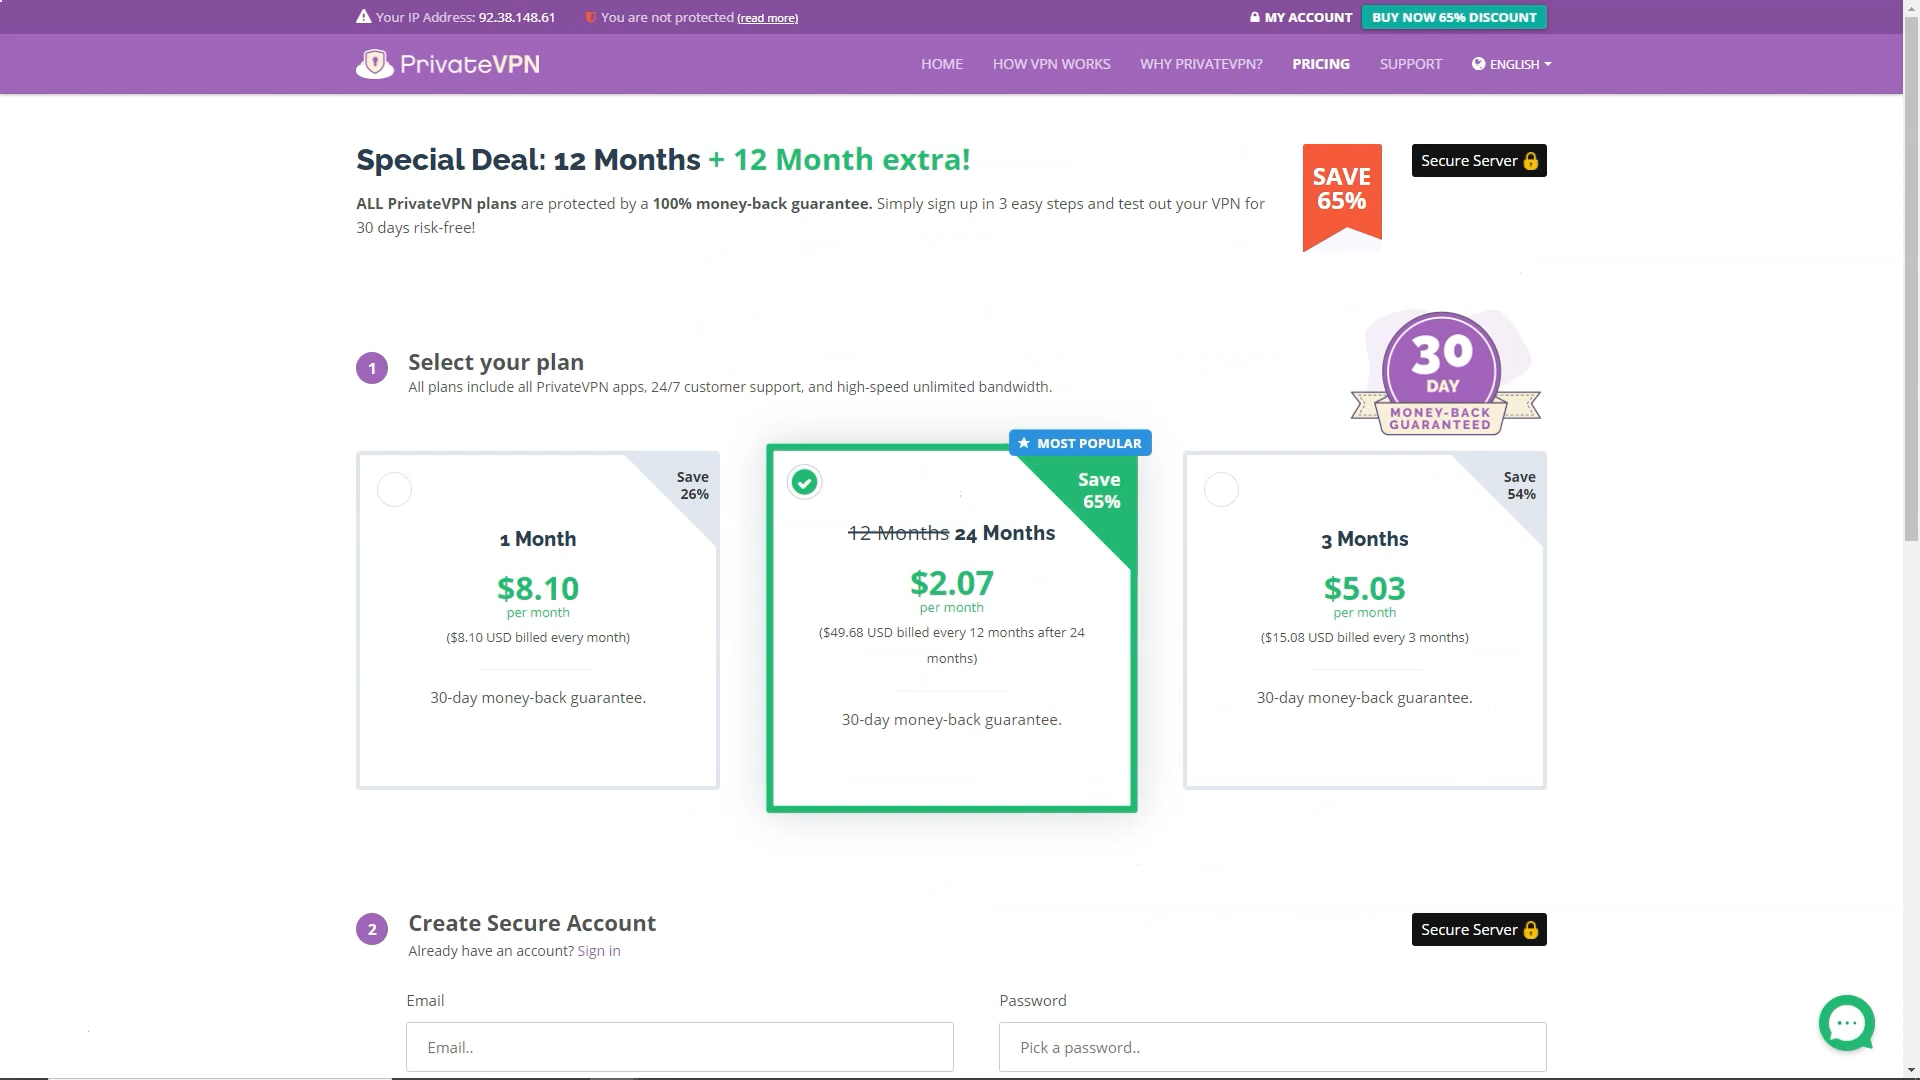 Your IP Address: 92.38.148.61 You are not protected (read more) MY ACCOUNT BUY NOW 65% DISCOUNT
PrivateVPN HOME HOW VPN WORKS WHY PRIVATEVPN? PRICING SUPPORT ENGLISH
Special Deal: 12 Months + 12 Month extra!
ALL PrivateVPN plans are protected by a 100% money-back guarantee. Simply sign up in 3 easy steps and test out your VPN for
30 days risk-free!
SAVE
65%
Secure Server
1 Select your plan
All plans include all PrivateVPN apps, 24/7 customer support, and high-speed unlimited bandwidth.
30
DAY
MONEY-BACK
GUARANTEED
Save
26%
1 Month
$8.10
per month
($8.10 USD billed every month)
30-day money-back guarantee.
MOST POPULAR
Save
65%
12 Months 24 Months
$2.07
per month
($49.68 USD billed every 12 months after 24
months)
30-day money-back guarantee.
Save
54%
3 Months
$5.03
per month
($15.08 USD billed every 3 months)
30-day money-back guarantee.
2 Create Secure Account
Already have an account? Sign in
Secure Server
Email Password
Email.. Pick a password..